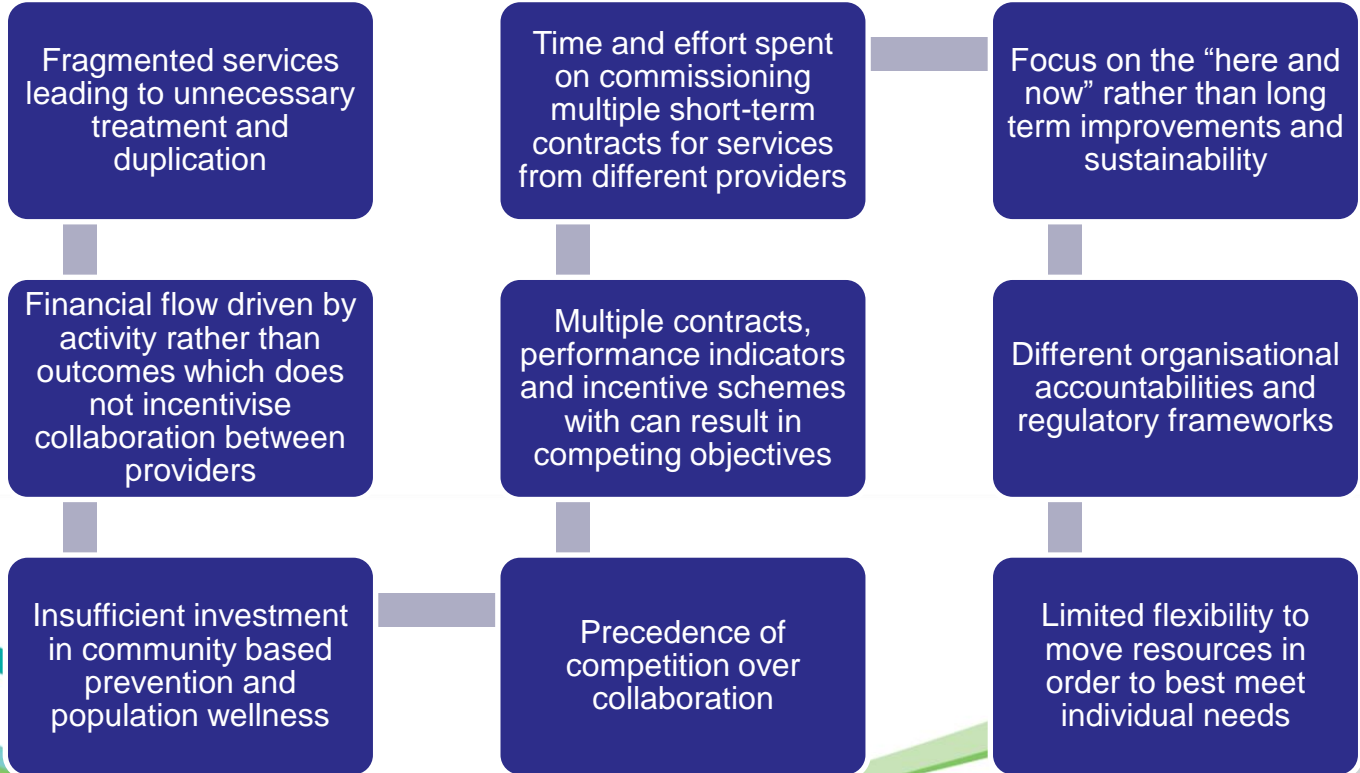 Fragmented services
leading to unnecessary
treatment and
duplication
Financial flow driven by
activity rather than
outcomes which does
not incentivise
collaboration between
providers
Insufficient investment
in community based
prevention and
population wellness
Precedence of
competition over
collaboration
Multiple contracts,
performance indicators
and incentive schemes
with can result in
competing objectives
Time and effort spent
on commissioning
multiple short-term
contracts for services
from different providers
Focus on the “here and
now” rather than long
term improvements and
sustainability
Different organisational
accountabilities and
regulatory frameworks
Limited flexibility to
move resources in
order to best meet
individual needs